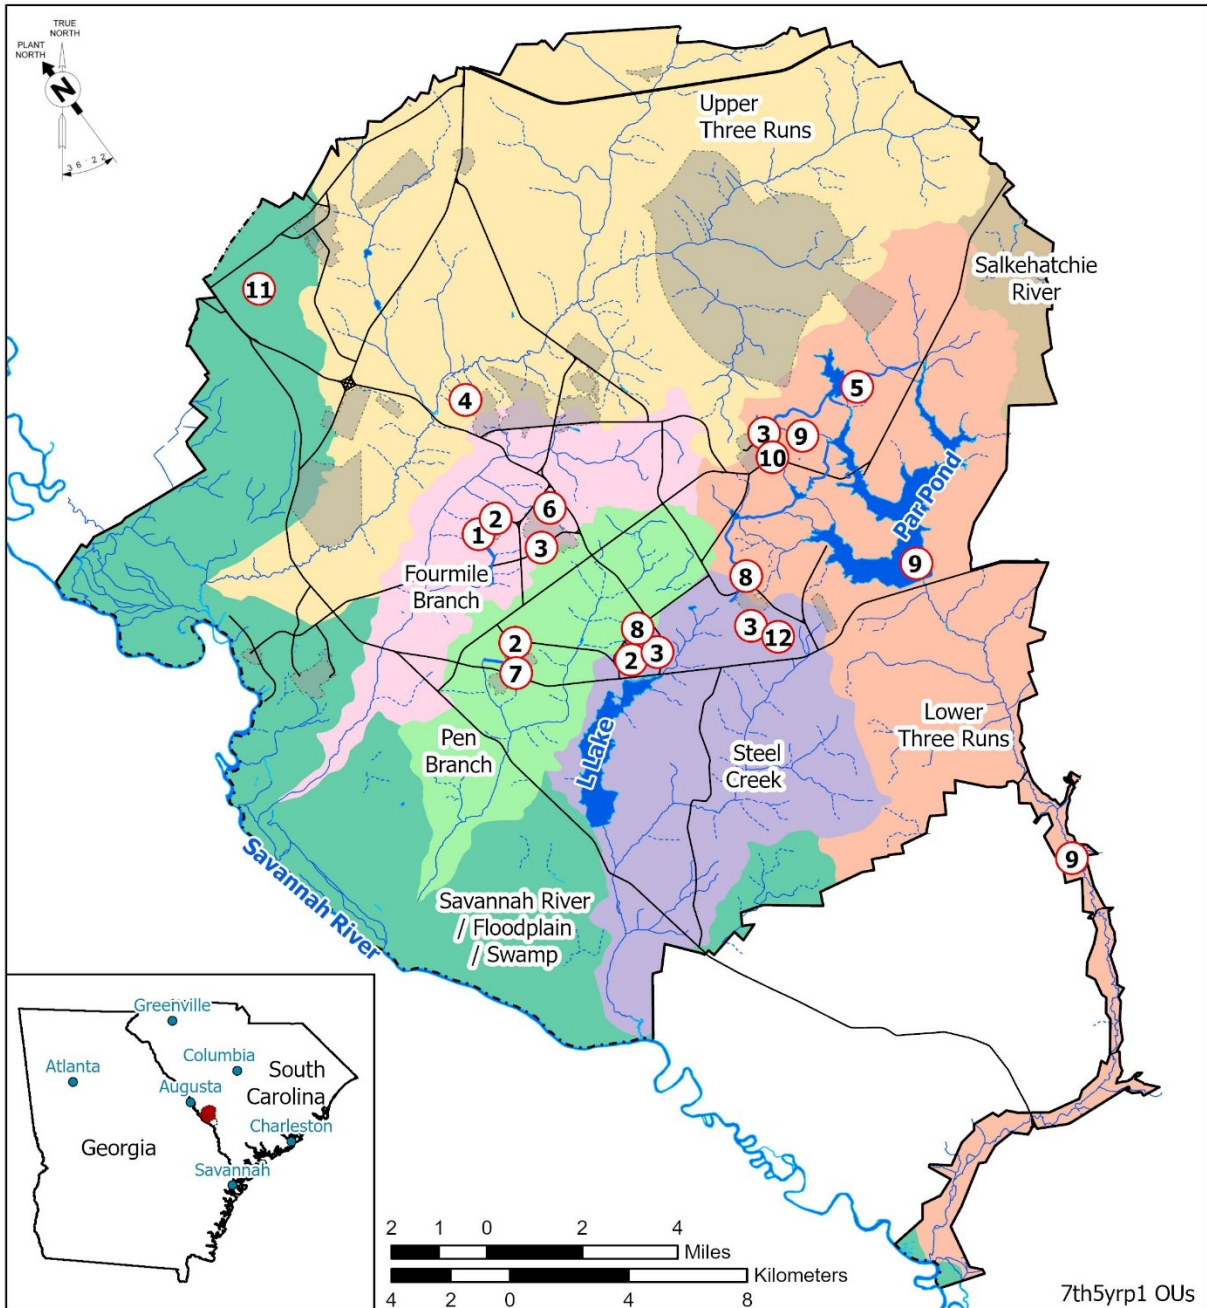 TRUE
NORTH
PLANT
NORTH
N
36°22'
Upper
Three Runs
Salkehatchie
River
11
4
5
3
9
10
Par Pond
2
6
1
3
Fourmile
Branch
9
8
8
3
12
2
7
2
3
Lower
Three Runs
Pen
Branch
L Lake
Steel
Creek
9
Savannah River
Savannah River
/ Floodplain
/ Swamp
Greenville
Atlanta
Columbia
South
Carolina
Augusta
Charleston
Georgia
Savannah
2 1 0 2 4
Miles
Kilometers
4 2 0 4 8
7th5yrp1 OUs